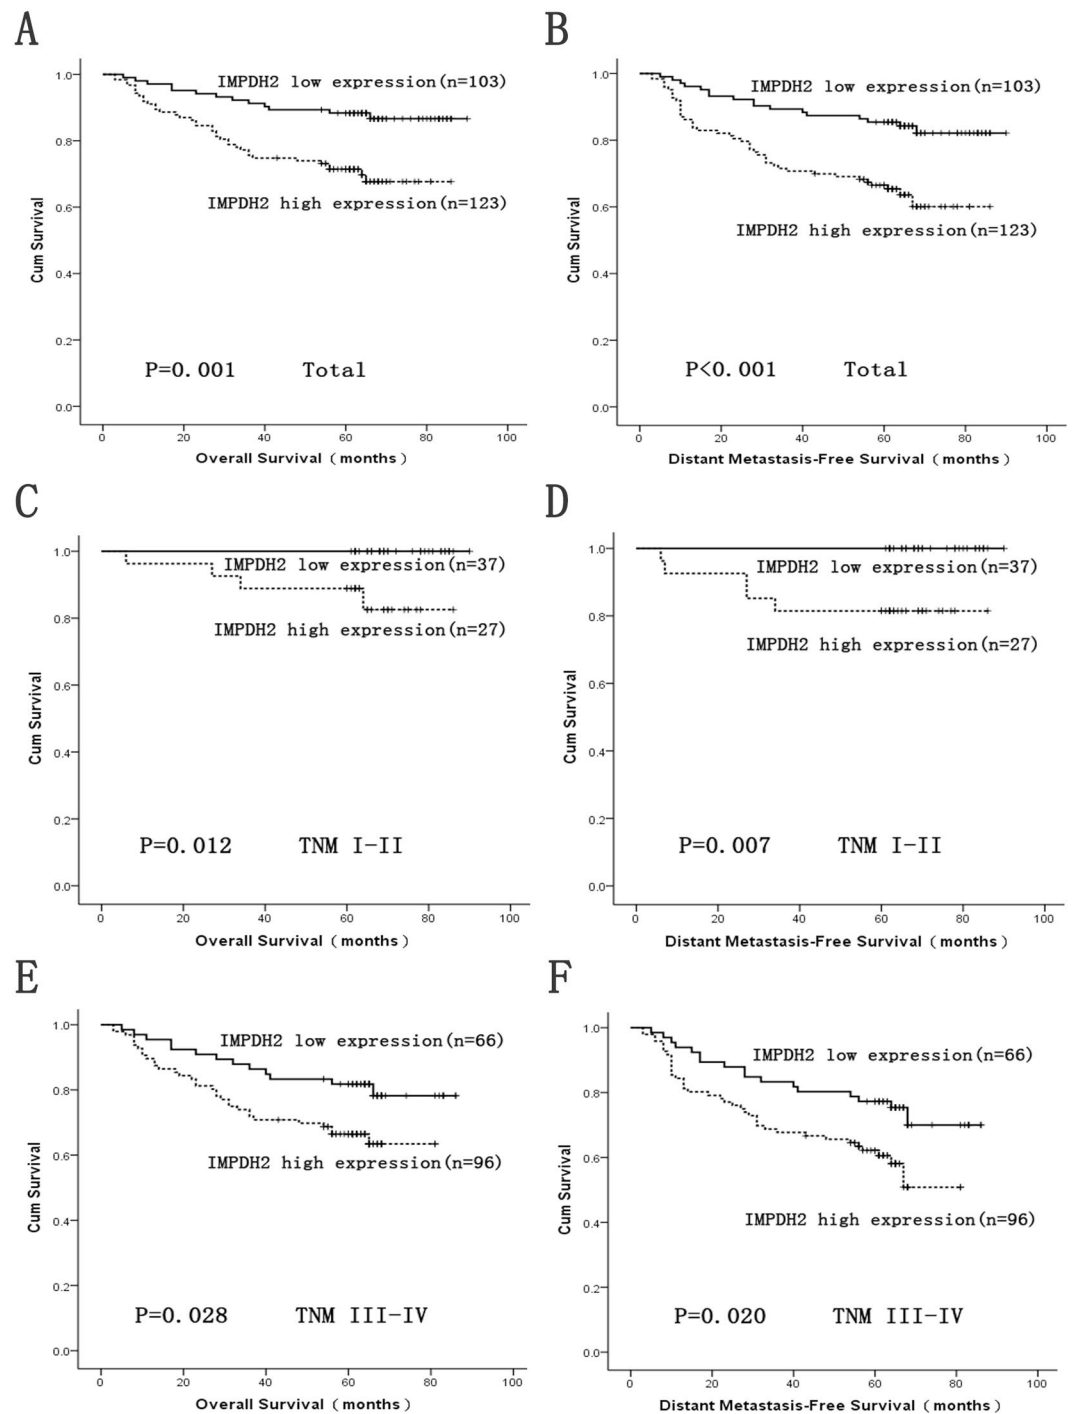 A
1.0
0.8
0.6
0.4
0.2
0.0
Cum Survival
IMPDH2 low expression(n=103)
IMPDH2 high expression(n=123)
P=0.001 Total
0 20 40 60 80 100
Overall Survival (months)
B
1.0
0.8
0.6
0.4
0.2
0.0
Cum Survival
IMPDH2 low expression(n=103)
IMPDH2 high expression(n=123)
P<0.001 Total
0 20 40 60 80 100
Distant Metastasis-Free Survival (months)
C
1.0
0.8
0.6
0.4
0.2
0.0
Cum Survival
IMPDH2 low expression(n=37)
IMPDH2 high expression(n=27)
P=0.012 TNM I-II
0 20 40 60 80 100
Overall Survival (months)
D
1.0
0.8
0.6
0.4
0.2
0.0
Cum Survival
IMPDH2 low expression(n=37)
IMPDH2 high expression(n=27)
P=0.007 TNM I-II
0 20 40 60 80 100
Distant Metastasis-Free Survival (months)
E
1.0
0.8
0.6
0.4
0.2
0.0
Cum Survival
IMPDH2 low expression(n=66)
IMPDH2 high expression(n=96)
P=0.028 TNM III-IV
0 20 40 60 80 100
Overall Survival (months)
F
1.0
0.8
0.6
0.4
0.2
0.0
Cum Survival
IMPDH2 low expression(n=66)
IMPDH2 high expression(n=96)
P=0.020 TNM III-IV
0 20 40 60 80 100
Distant Metastasis-Free Survival (months)